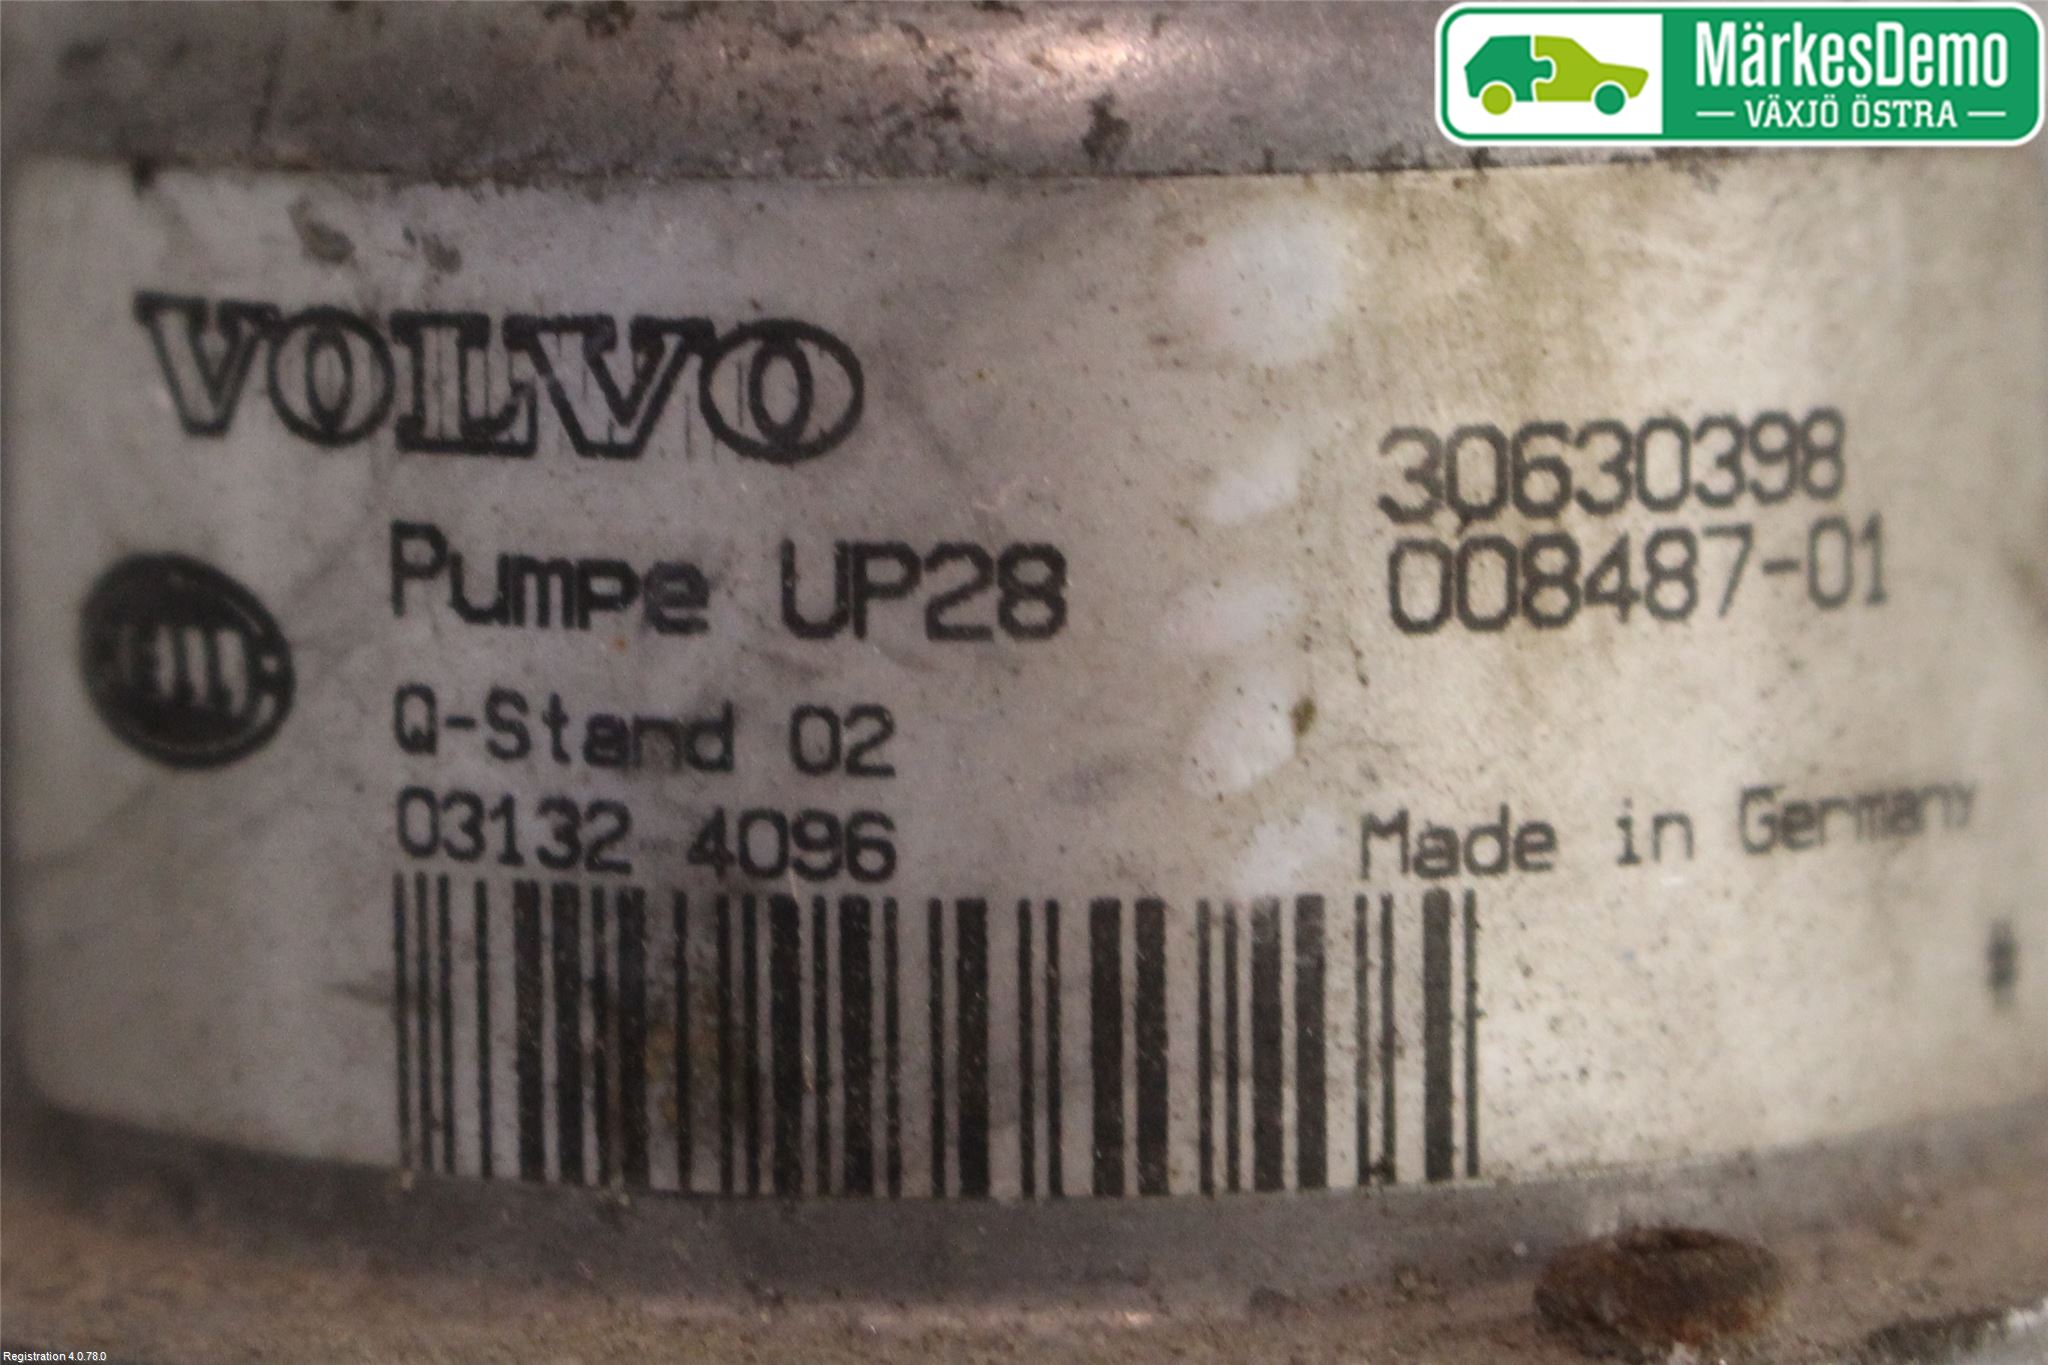 MärkesDemo
VÄXJÖ ÖSTRA
VOLVO
30630398
Pumpe UP28
008487-01
Q-Stand 02
03132 4096
Made in Germany
Registration 4.0.78.0